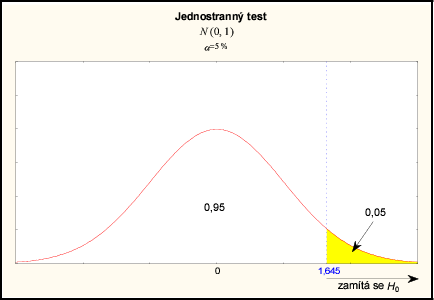 Jednostranný test
N (0, 1)
α=5 %
0,95
0,05
0
1,645
zamítá se H₀